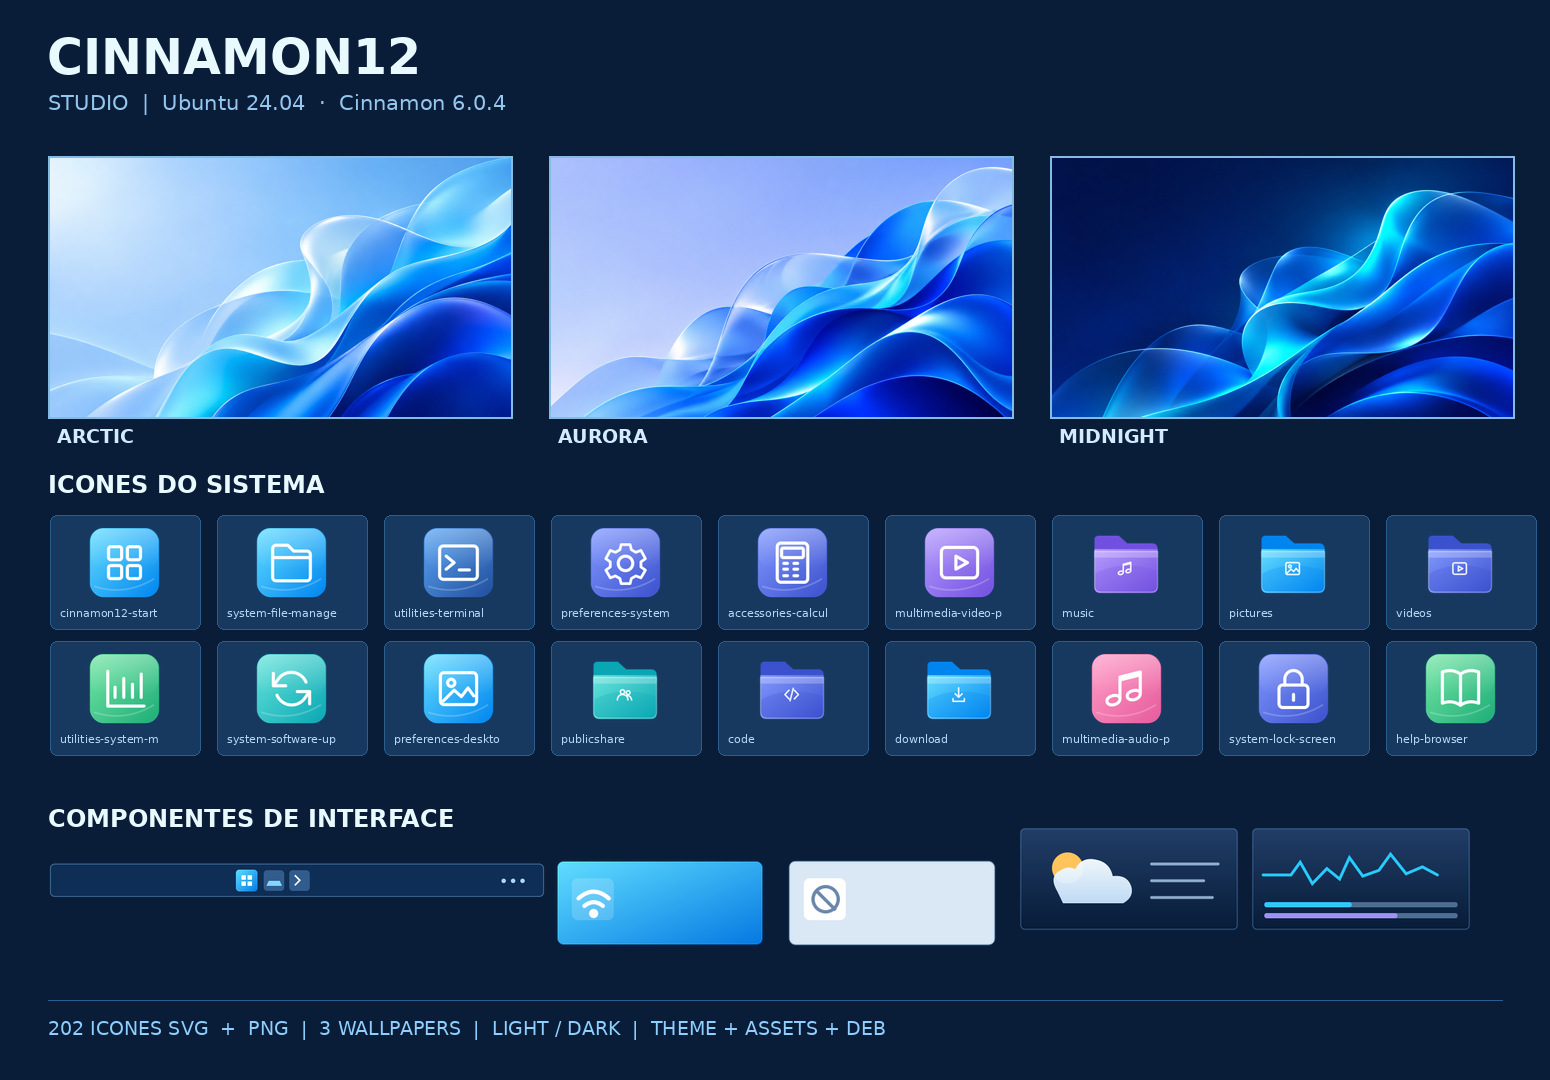 CINNAMON12
STUDIO | Ubuntu 24.04 · Cinnamon 6.0.4
ARCTIC
AURORA
MIDNIGHT
ICONES DO SISTEMA
cinnamon12-start
system-file-manage
utilities-terminal
preferences-system
accessories-calcul
multimedia-video-p
music
pictures
videos
utilities-system-m
system-software-up
preferences-deskto
publicshare
code
download
multimedia-audio-p
system-lock-screen
help-browser
COMPONENTES DE INTERFACE
202 ICONES SVG + PNG | 3 WALLPAPERS | LIGHT / DARK | THEME + ASSETS + DEB